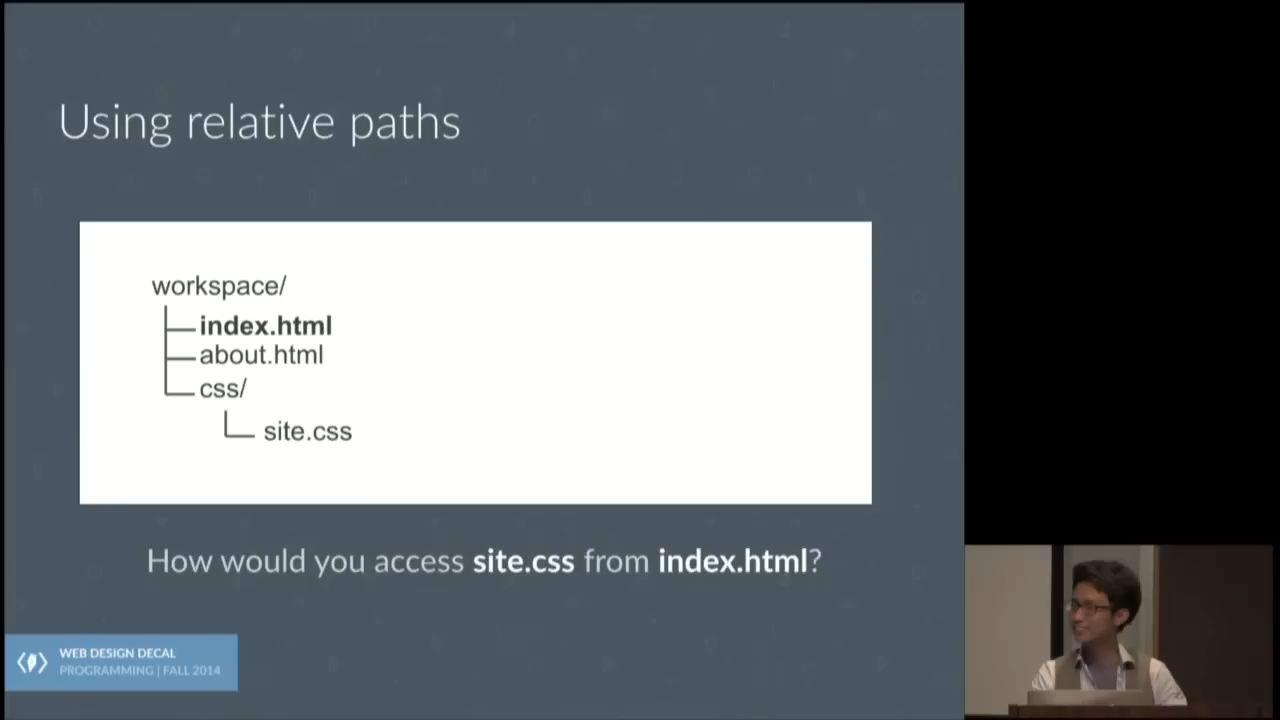 Using relative paths
workspace/
index.html
about.html
css/
site.css
How would you access site.css from index.html?
WEB DESIGN DECAL
PROGRAMMING | FALL 2014